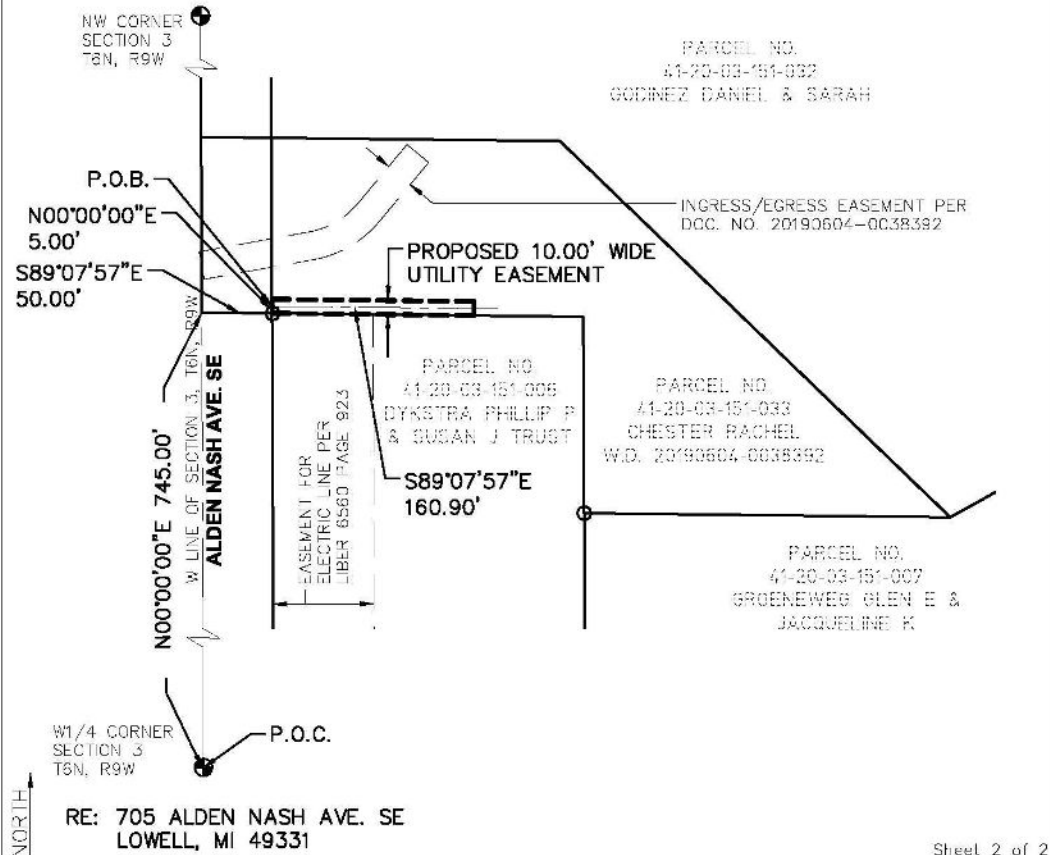 NW CORNER
SECTION 3
T6N, R9W
PARCEL NO.
41-20-03-151-032
GODINEZ DANIEL & SARAH
P.O.B.
N00°00'00"E
5.00'
S89°07'57"E
50.00'
INGRESS/EGRESS EASEMENT PER
DOC. NO. 20190604-0038392
PROPOSED 10.00' WIDE
UTILITY EASEMENT
PARCEL NO
41-20-03-151-006
DYKSTRA PHILLIP P
& SUSAN J TRUST
PARCEL NO.
41-20-03-151-033
CHESTER RACHEL
W.D. 20190604-0038392
S89°07'57"E
160.90'
N00°00'00"E 745.00'
W LINE OF SECTION 3, T6N, R9W
ALDEN NASH AVE. SE
EASEMENT FOR
ELECTRIC LINE PER
LIBER 6560 PAGE 923
PARCEL NO.
41-20-03-151-007
GROENEWEG GLEN E &
JACQUELINE K
W1/4 CORNER
SECTION 3
T6N, R9W
P.O.C.
NORTH
RE: 705 ALDEN NASH AVE. SE
LOWELL, MI 49331
Sheet 2 of 2